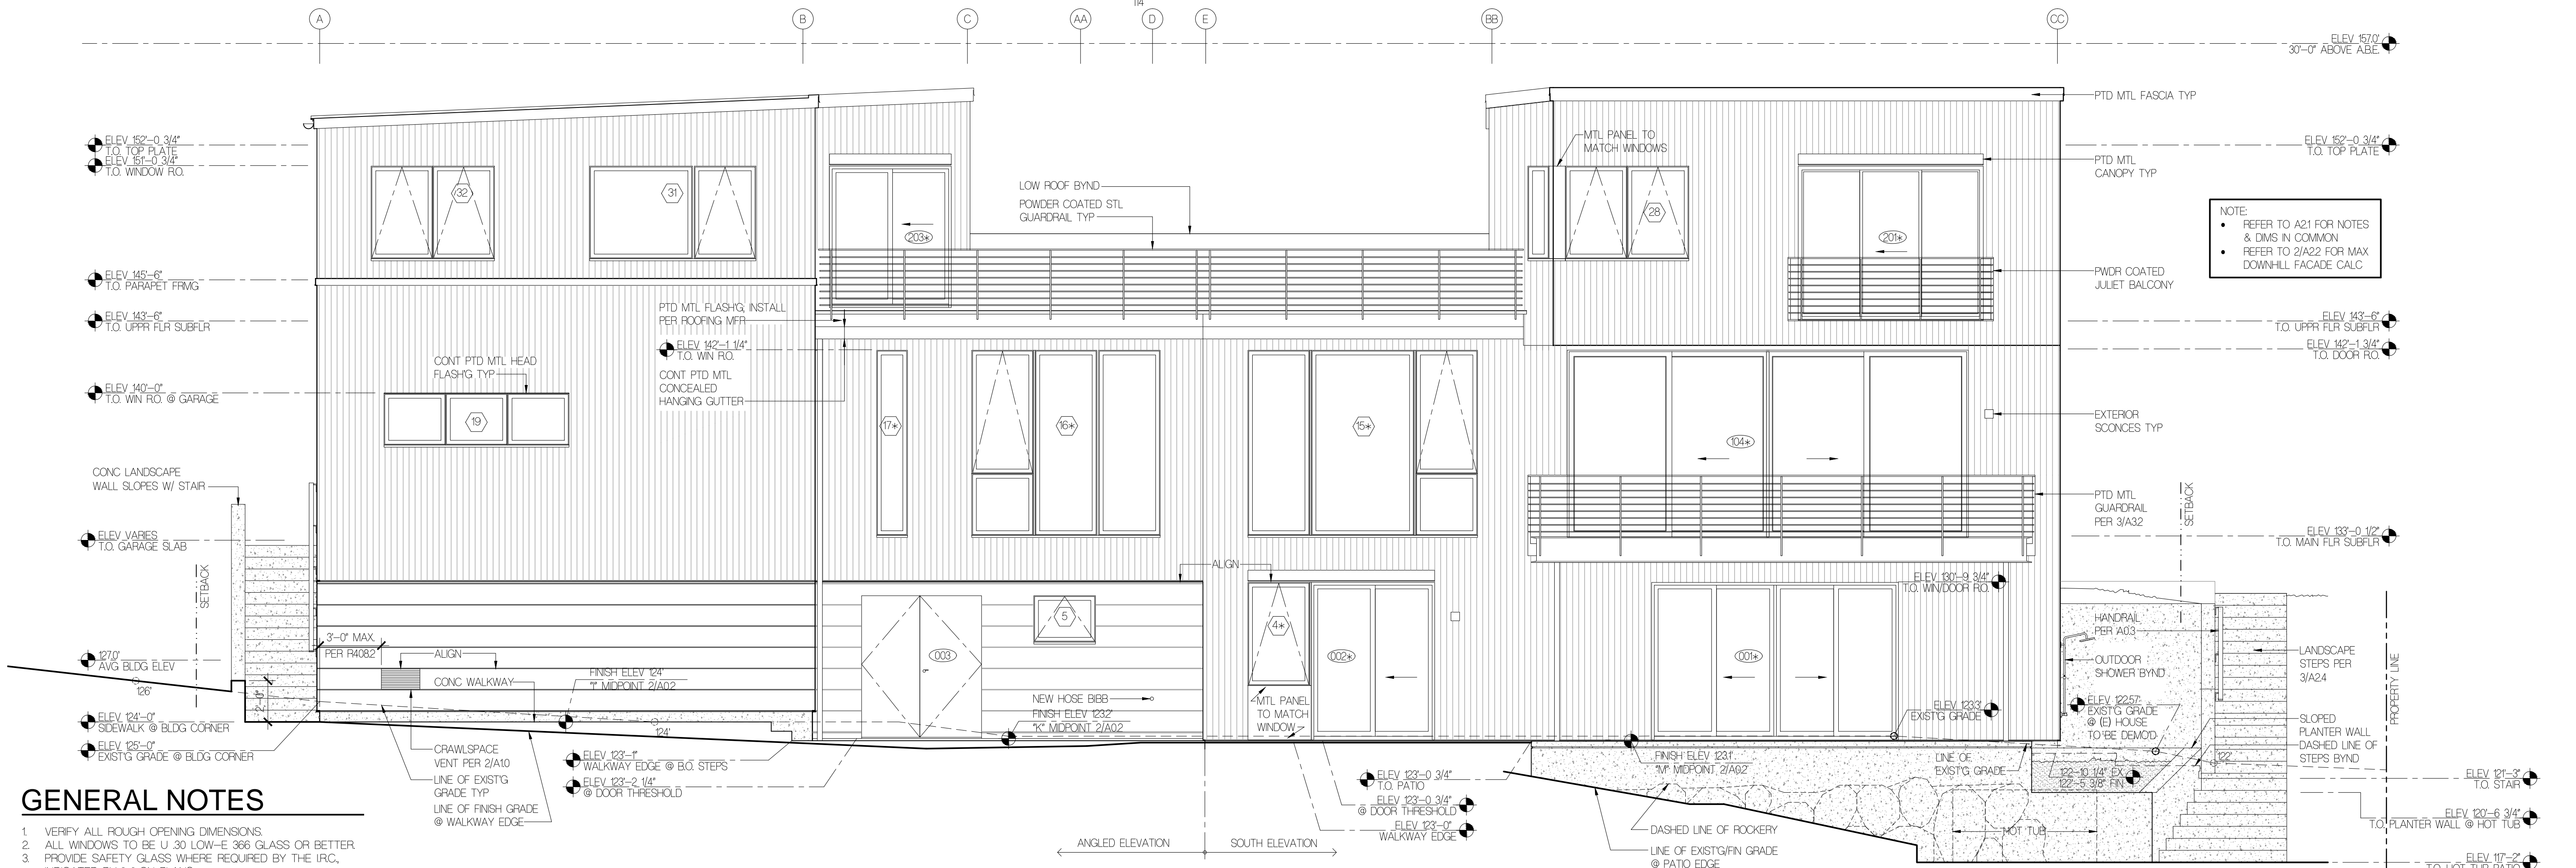 114
A
B
C
AA
D
E
BB
CC
ELEV 157.0'
30'-0" ABOVE A.B.E.
PTD MTL FASCIA TYP
ELEV 152'-0 3/4"
T.O. TOP PLATE
ELEV 151'-0 3/4"
T.O. WINDOW R.O.
MTL PANEL TO
MATCH WINDOWS
ELEV 152'-0 3/4"
T.O. TOP PLATE
PTD MTL
CANOPY TYP
32
31
LOW ROOF BYND
POWDER COATED STL
GUARDRAIL TYP
28
203*
201*
NOTE:
• REFER TO A2.1 FOR NOTES
& DIMS IN COMMON
• REFER TO 2/A2.2 FOR MAX
DOWNHILL FACADE CALC
ELEV 145'-6"
T.O. PARAPET FRMG
PWDR COATED
JULIET BALCONY
PTD MTL FLASH'G, INSTALL
PER ROOFING MFR
ELEV 143'-6"
T.O. UPPR FLR SUBFLR
ELEV 143'-6"
T.O. UPPR FLR SUBFLR
ELEV 142'-1 1/4"
T.O. WIN R.O.
ELEV 142'-1 3/4"
T.O. DOOR R.O.
CONT PTD MTL HEAD
FLASH'G TYP
CONT PTD MTL
CONCEALED
HANGING GUTTER
ELEV 140'-0"
T.O. WIN R.O. @ GARAGE
19
17*
16*
15*
104*
EXTERIOR
SCONCES TYP
CONC LANDSCAPE
WALL SLOPES W/ STAIR
PTD MTL
GUARDRAIL
PER 3/A3.2
SETBACK
ELEV VARIES
T.O. GARAGE SLAB
ELEV 133'-0 1/2"
T.O. MAIN FLR SUBFLR
SETBACK
ALIGN
ELEV 130'-9 3/4"
T.O. WIN/DOOR R.O.
5
4*
003
002*
001*
HANDRAIL
PER A0.3
3'-0" MAX.
PER R408.2
ALIGN
127.0'
AVG BLDG ELEV
126'
2'-0"
CONC WALKWAY
FINISH ELEV 124'
"I" MIDPOINT 2/A0.2
OUTDOOR
SHOWER BYND
LANDSCAPE
STEPS PER
3/A2.4
PROPERTY LINE
NEW HOSE BIBB
MTL PANEL
TO MATCH
WINDOW
ELEV 123.3'
EXIST'G GRADE
ELEV 122.57'
EXIST'G GRADE
@ (E) HOUSE
TO BE DEMO'D
ELEV 124'-0"
SIDEWALK @ BLDG CORNER
FINISH ELEV 123.2'
"K" MIDPOINT 2/A0.2
SLOPED
PLANTER WALL
124'
ELEV 125'-0"
EXIST'G GRADE @ BLDG CORNER
CRAWLSPACE
VENT PER 2/A1.0
ELEV 123'-1"
WALKWAY EDGE @ B.O. STEPS
FINISH ELEV 123.1'
"M" MIDPOINT 2/A0.2
LINE OF
EXIST'G GRADE
DASHED LINE OF
STEPS BYND
122'
LINE OF EXIST'G
GRADE TYP
ELEV 123'-2 1/4"
@ DOOR THRESHOLD
ELEV 123'-0 3/4"
T.O. PATIO
122'-10 1/4" EX
122'-5 3/8" FIN
ELEV 121'-3"
T.O. STAIR
LINE OF FINISH GRADE
@ WALKWAY EDGE
ELEV 123'-0 3/4"
@ DOOR THRESHOLD
ELEV 123'-0"
WALKWAY EDGE
DASHED LINE OF ROCKERY
HOT TUB
ELEV 120'-6 3/4"
T.O. PLANTER WALL @ HOT TUB
ANGLED ELEVATION
SOUTH ELEVATION
LINE OF EXIST'G/FIN GRADE
@ PATIO EDGE
ELEV 117'-2"
GENERAL NOTES
1. VERIFY ALL ROUGH OPENING DIMENSIONS.
2. ALL WINDOWS TO BE U .30 LOW-E 366 GLASS OR BETTER.
3. PROVIDE SAFETY GLASS WHERE REQUIRED BY THE I.R.C.,